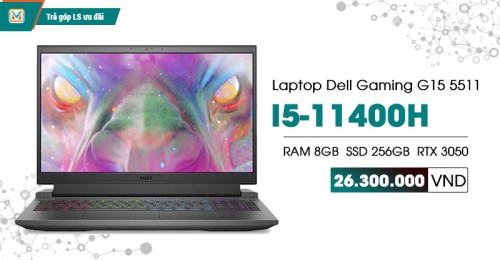 Trả góp LS ưu đãi
Laptop Dell Gaming G15 5511
I5-11400H
RAM 8GB SSD 256GB RTX 3050
26.300.000 VND